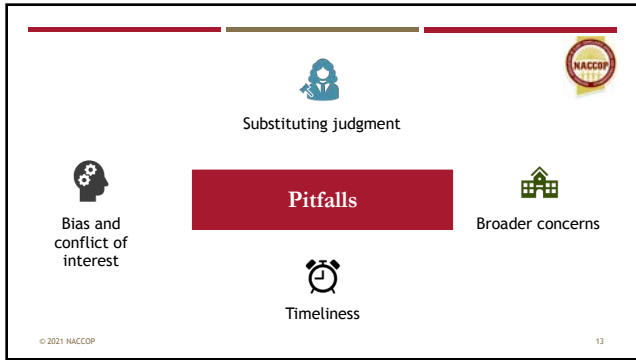 NACCOP
Substituting judgment
Pitfalls
Bias and
conflict of
interest
Broader concerns
Timeliness
© 2021 NACCOP
13